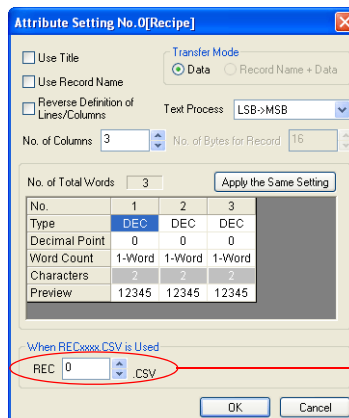 Attribute Setting No.0[Recipe]
Use Title
Transfer Mode
Data Record Name + Data
Use Record Name
Reverse Definition of
Lines/Columns
Text Process LSB->MSB
No. of Columns 3 No. of Bytes for Record 16
No. of Total Words 3 Apply the Same Setting
No. 1 2 3
Type DEC DEC DEC
Decimal Point 0 0 0
Word Count 1-Word 1-Word 1-Word
Characters 2 2 2
Preview 12345 12345 12345
When RECxxxx.CSV is Used
REC 0 .CSV
OK Cancel